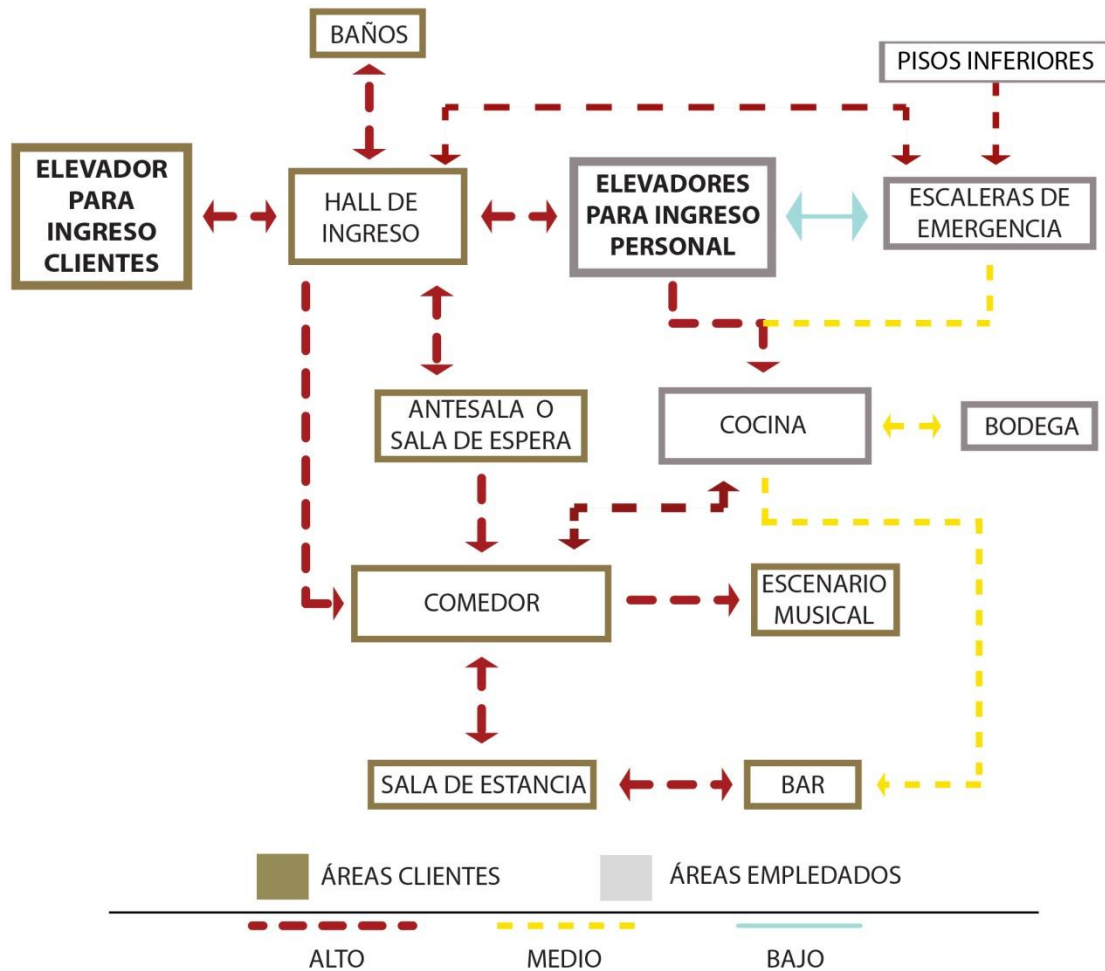 BAÑOS
PISOS INFERIORES
ELEVADOR
PARA
INGRESO
CLIENTES
HALL DE
INGRESO
ELEVADORES
PARA INGRESO
PERSONAL
ESCALERAS DE
EMERGENCIA
ANTESALA O
SALA DE ESPERA
COCINA
BODEGA
COMEDOR
ESCENARIO
MUSICAL
SALA DE ESTANCIA
BAR
ÁREAS CLIENTES
ÁREAS EMPLEDADOS
ALTO
MEDIO
BAJO